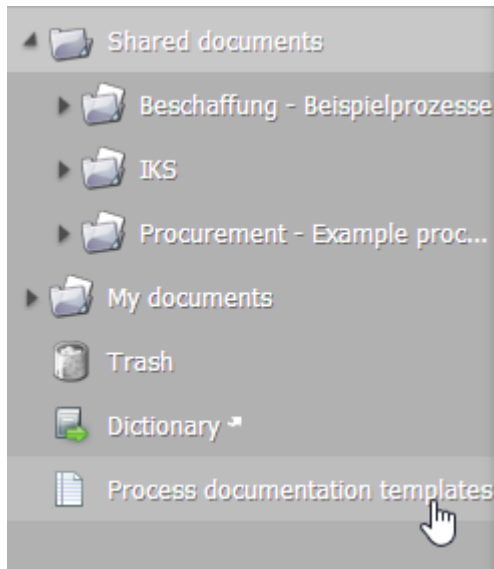 Shared documents
Beschaffung - Beispielprozesse
IKS
Procurement - Example proc...
My documents
Trash
Dictionary
Process documentation templates